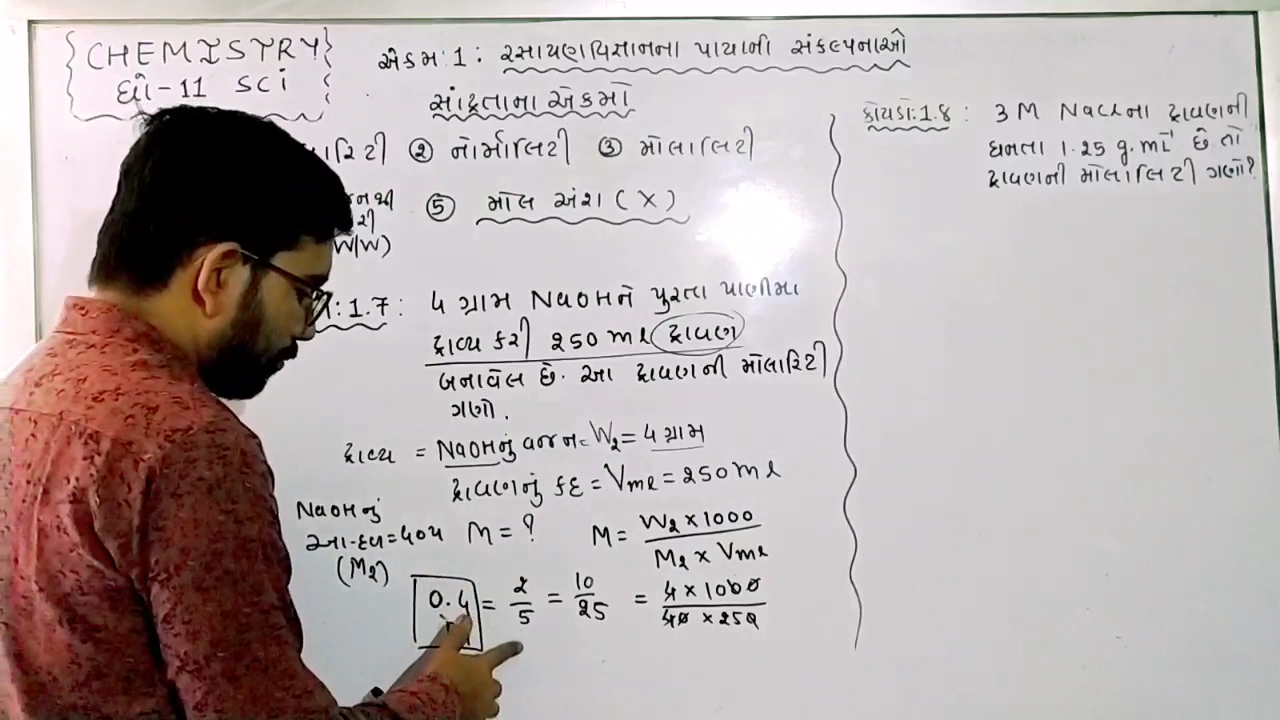 CHEMISTRY
ધો-11 SCI
એકમ:1: રસાયણવિજ્ઞાનના પાયાની સંકલ્પનાઓ
સાંદ્રતાના એકમો
② નોર્માલિટી ③ મોલાલિટી
(W/W)
⑤ મોલ અંશ (X)
:1.7: 4 ગ્રામ NaOHને પુરતા પાણીમા
દ્રાવ્ય કરી 250 ml દ્રાવણ
બનાવેલ છે. આ દ્રાવણની મોલારિટી
ગણો.
દ્રાવ્ય = NaOHનું વજન = W2 = 4 ગ્રામ
દ્રાવણનું કદ = Vml = 250 ml
NaOHનું
આ.દળ=40 M = ? M = W2 x 1000 / M2 x Vml
(M2)
0.4 = 2/5 = 10/25 = 4 x 1000 / 40 x 250
કોયડો:1.8: 3 M NaClના દ્રાવણની
ઘનતા 1.25 g.mL⁻¹ છે તો
દ્રાવણની મોલાલિટી ગણો?